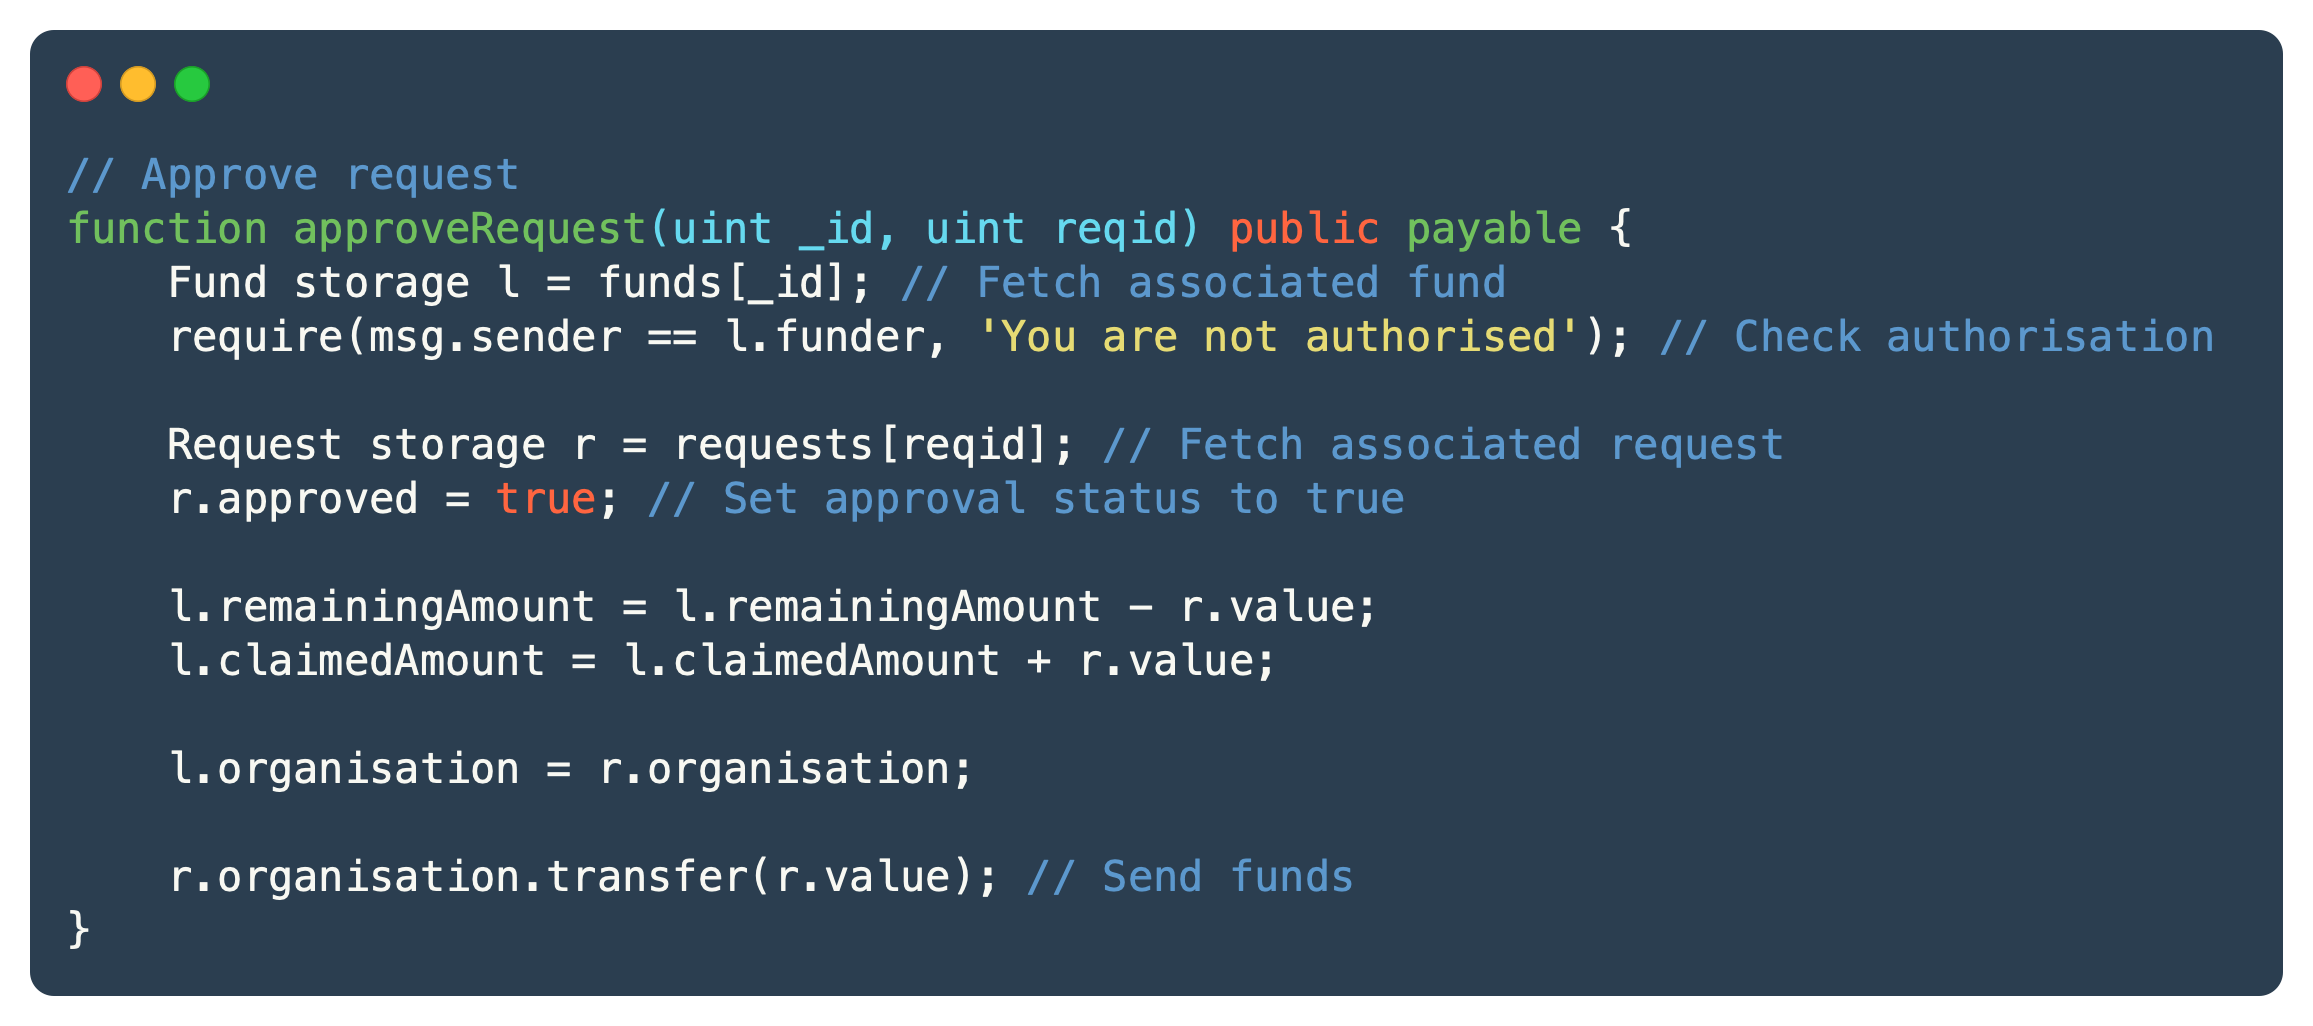 // Approve request
function approveRequest(uint _id, uint reqid) public payable {
    Fund storage l = funds[_id]; // Fetch associated fund
    require(msg.sender == l.funder, 'You are not authorised'); // Check authorisation
    Request storage r = requests[reqid]; // Fetch associated request
    r.approved = true; // Set approval status to true
    l.remainingAmount = l.remainingAmount - r.value;
    l.claimedAmount = l.claimedAmount + r.value;
    l.organisation = r.organisation;
    r.organisation.transfer(r.value); // Send funds
}